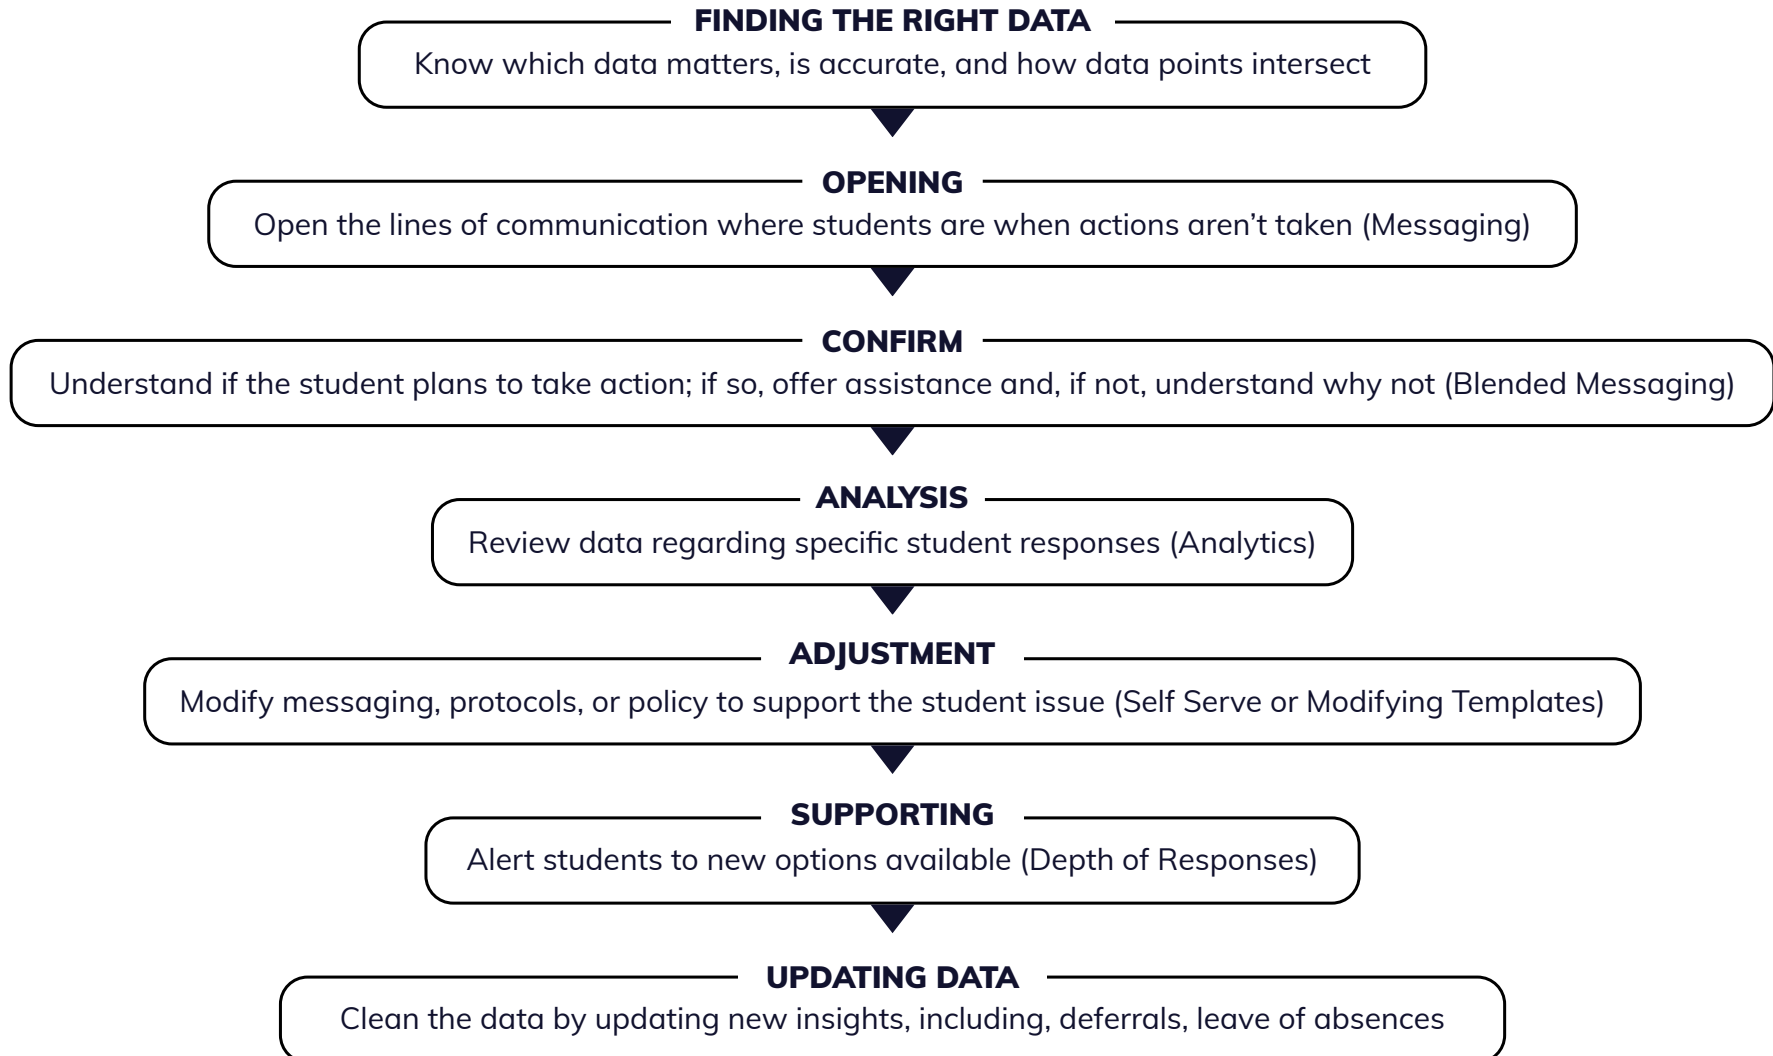 FINDING THE RIGHT DATA
Know which data matters, is accurate, and how data points intersect
OPENING
Open the lines of communication where students are when actions aren’t taken (Messaging)
CONFIRM
Understand if the student plans to take action; if so, offer assistance and, if not, understand why not (Blended Messaging)
ANALYSIS
Review data regarding specific student responses (Analytics)
ADJUSTMENT
Modify messaging, protocols, or policy to support the student issue (Self Serve or Modifying Templates)
SUPPORTING
Alert students to new options available (Depth of Responses)
UPDATING DATA
Clean the data by updating new insights, including, deferrals, leave of absences